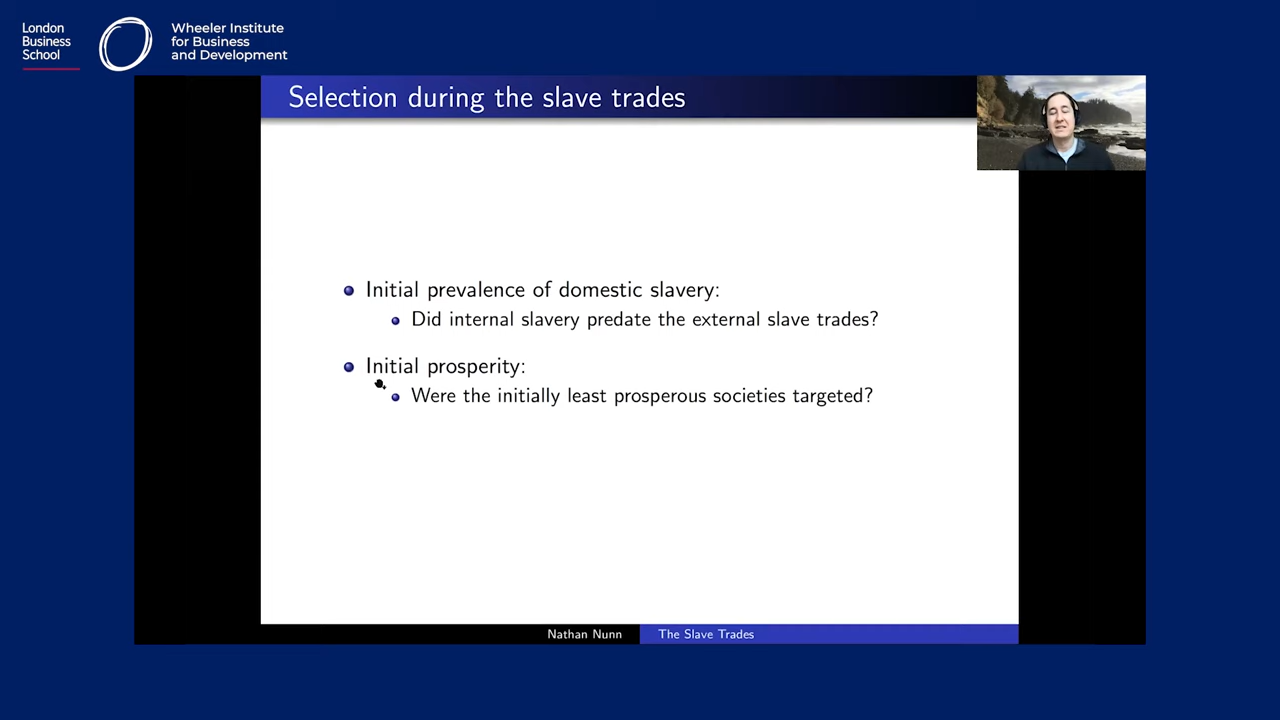 London
Business
School
Wheeler Institute
for Business
and Development
Selection during the slave trades
Initial prevalence of domestic slavery:
Did internal slavery predate the external slave trades?
Initial prosperity:
Were the initially least prosperous societies targeted?
Nathan Nunn
The Slave Trades